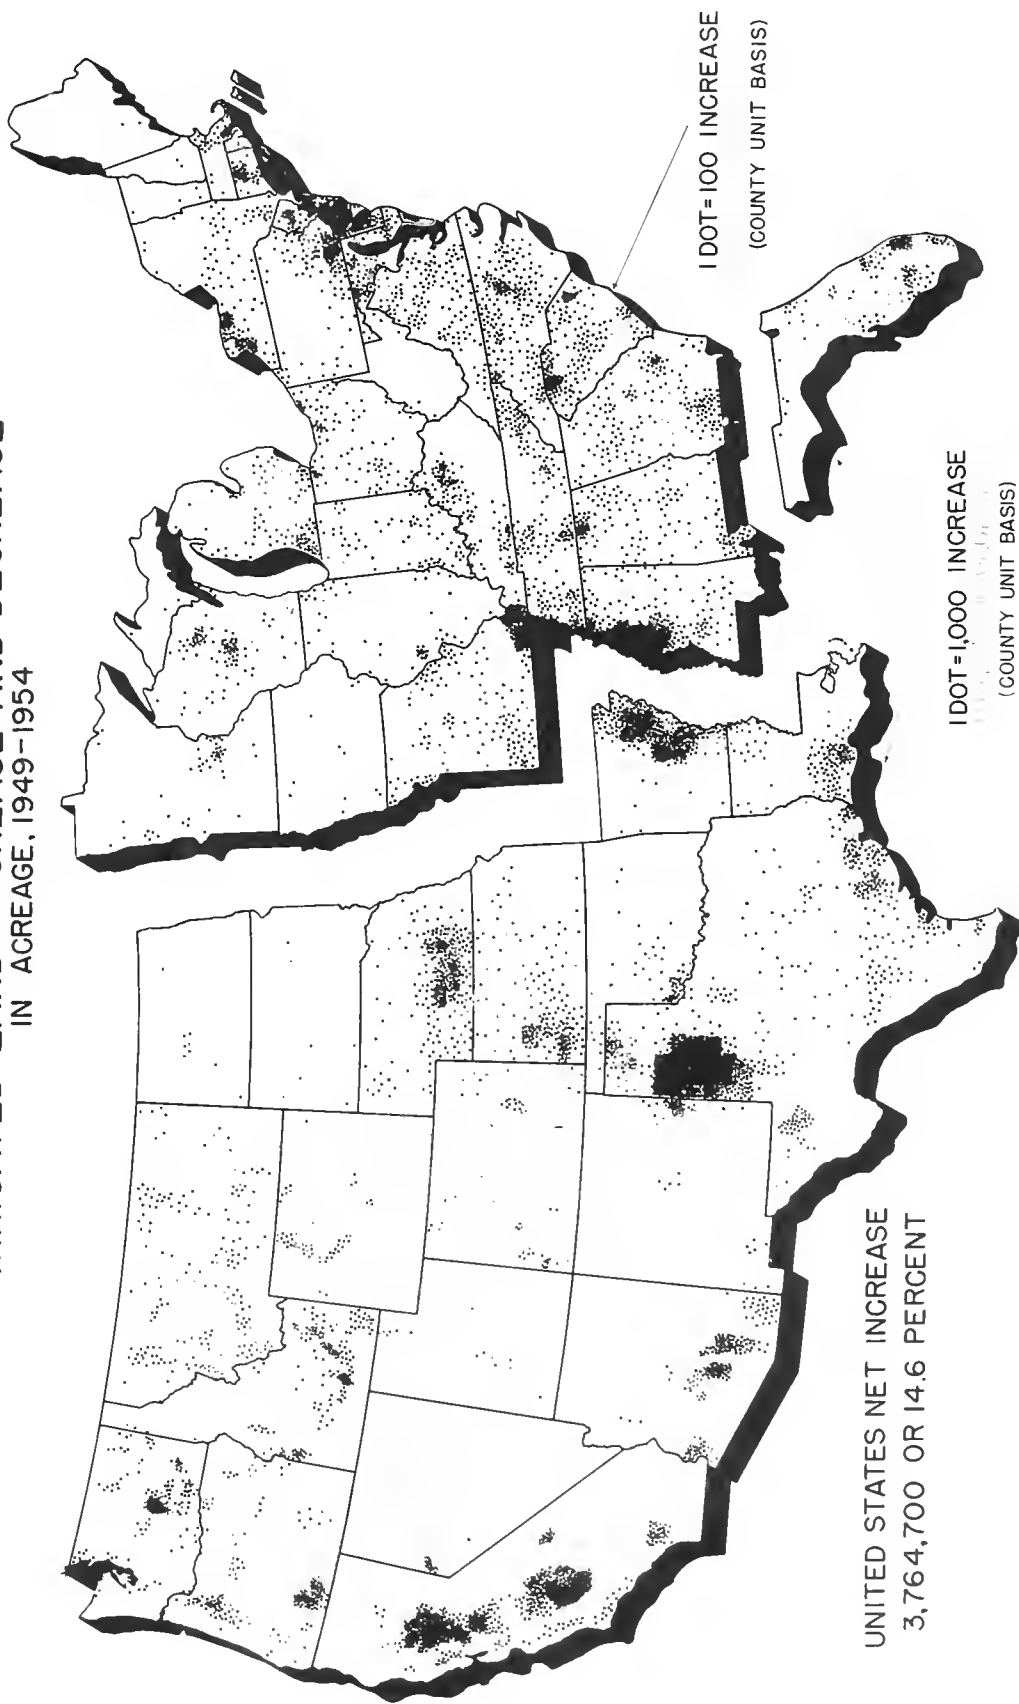 IN ACREAGE, 1949-1954
1 DOT=100 INCREASE
(COUNTY UNIT BASIS)
1 DOT=1,000 INCREASE
(COUNTY UNIT BASIS)
UNITED STATES NET INCREASE
3,764,700 OR 14.6 PERCENT